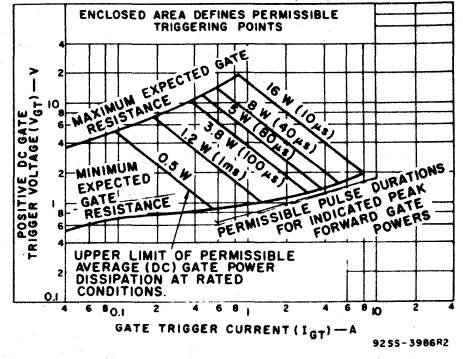 ENCLOSED AREA DEFINES PERMISSIBLE
TRIGGERING POINTS
POSITIVE DC GATE
TRIGGER VOLTAGE (VGT)—V
4
2
10
8
6
4
2
1
8
6
4
2
0.1
MAXIMUM EXPECTED GATE
RESISTANCE
16 W (10 μs)
8 W (40 μs)
5 W (80 μs)
3.8 W (100 μs)
1.2 W (1ms)
0.5 W
MINIMUM
EXPECTED
GATE
RESISTANCE
PERMISSIBLE PULSE DURATIONS
FOR INDICATED PEAK
FORWARD GATE
POWERS
UPPER LIMIT OF PERMISSIBLE
AVERAGE (DC) GATE POWER
DISSIPATION AT RATED
CONDITIONS.
4 6 8 0.1 2 4 6 8 1 2 4 6 8 10 2 4 6
GATE TRIGGER CURRENT (IGT)—A
92SS-3986R2